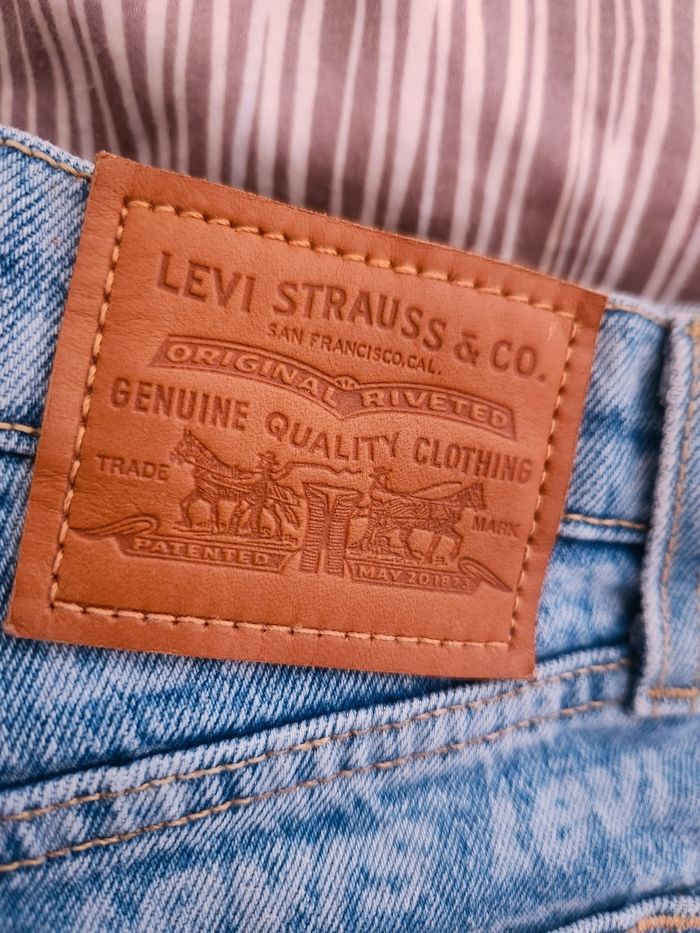 LEVI STRAUSS & CO.
SAN FRANCISCO, CAL.
ORIGINAL RIVETED
GENUINE QUALITY CLOTHING
TRADE MARK
PATENTED MAY 20 1873